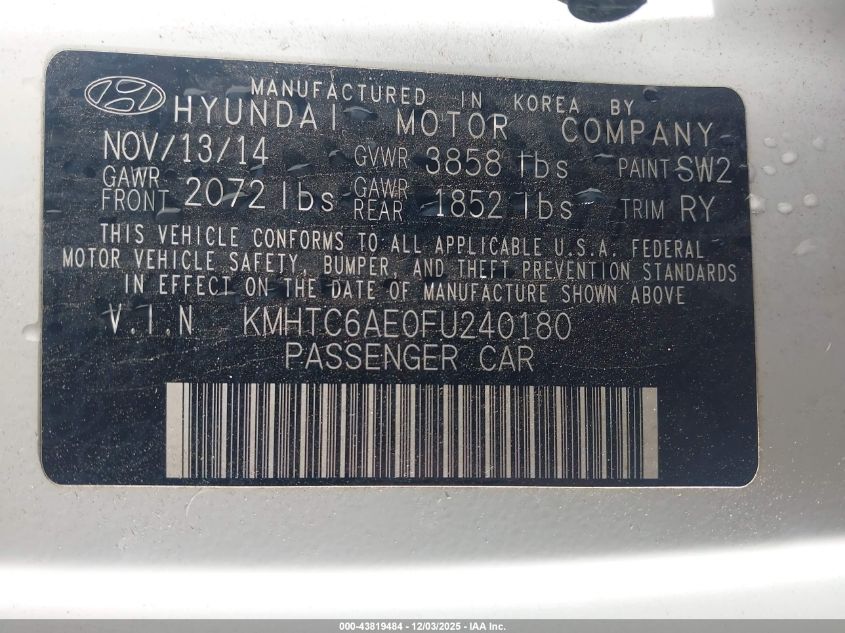 MANUFACTURED IN KOREA BY
HYUNDAI MOTOR COMPANY
NOV/13/14 GVWR 3858 lbs PAINT SW2
GAWR FRONT 2072 lbs GAWR REAR 1852 lbs TRIM RY
THIS VEHICLE CONFORMS TO ALL APPLICABLE U.S.A. FEDERAL
MOTOR VEHICLE SAFETY, BUMPER, AND THEFT PREVENTION STANDARDS
IN EFFECT ON THE DATE OF MANUFACTURE SHOWN ABOVE
V.I.N KMHTC6AE0FU240180
PASSENGER CAR
000-43819484 - 12/03/2025 - IAA Inc.